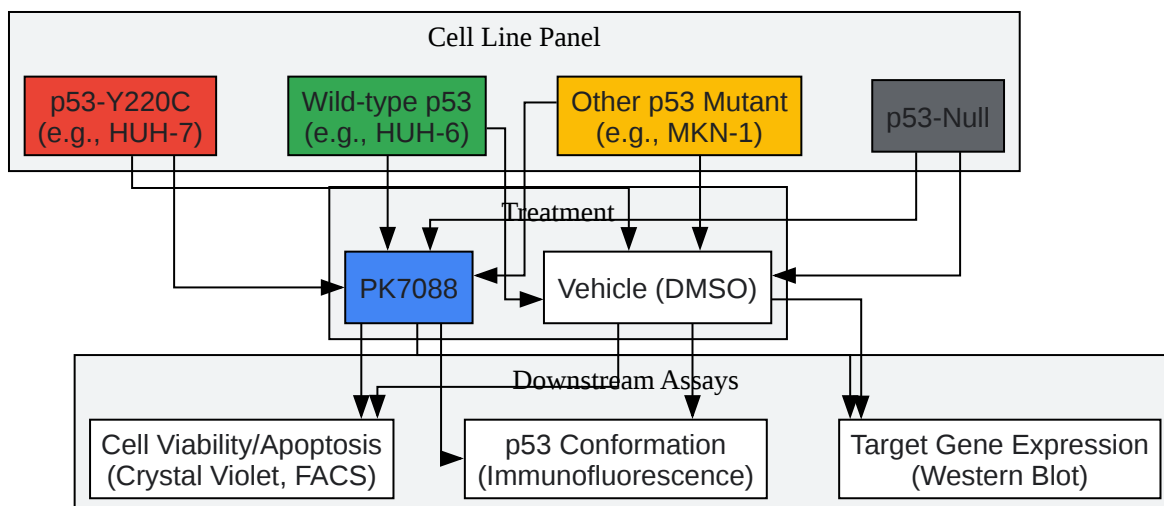 Cell Line Panel
p53-Y220C
(e.g., HUH-7)
Wild-type p53
(e.g., HUH-6)
Other p53 Mutant
(e.g., MKN-1)
p53-Null
Treatment
PK7088
Vehicle (DMSO)
Downstream Assays
Cell Viability/Apoptosis
(Crystal Violet, FACS)
p53 Conformation
(Immunofluorescence)
Target Gene Expression
(Western Blot)